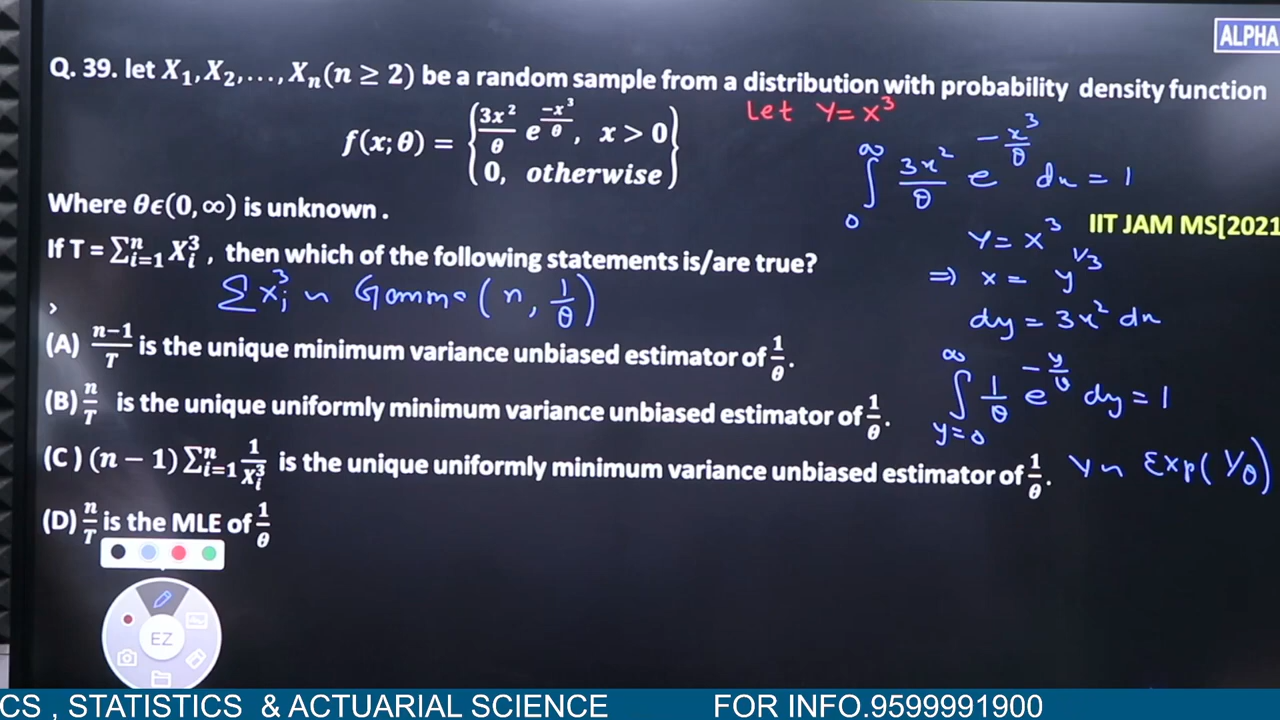 ALPHA
Q. 39. let X₁, X₂, ..., Xₙ(n ≥ 2) be a random sample from a distribution with probability density function
f(x; θ) = {3x²/θ e^(-x³/θ), x > 0
0, otherwise}
Let Y = X³
∫₀^∞ 3x²/θ e^(-x³/θ) dx = 1
Where θϵ(0, ∞) is unknown .
IIT JAM MS[2021
If T = ∑ᵢ₌₁ⁿ Xᵢ³ , then which of the following statements is/are true?
Y = X³
⇒ x = y^(1/3)
dy = 3x² dx
∑ Xᵢ³ ~ Gamma (n, 1/θ)
(A) (n−1)/T is the unique minimum variance unbiased estimator of 1/θ.
∫_(y=0)^∞ 1/θ e^(-y/θ) dy = 1
(B) n/T is the unique uniformly minimum variance unbiased estimator of 1/θ.
(C ) (n − 1) ∑ᵢ₌₁ⁿ 1/Xᵢ³ is the unique uniformly minimum variance unbiased estimator of 1/θ.
Y ~ Exp(1/θ)
(D) n/T is the MLE of 1/θ
EZ
CS , STATISTICS & ACTUARIAL SCIENCE FOR INFO.9599991900